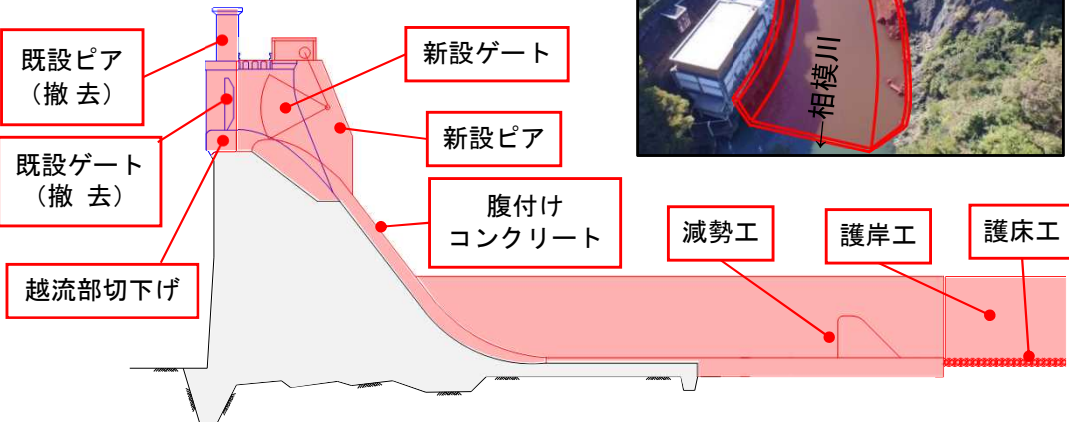 既設ピア
（撤 去）
新設ゲート
←相模川
既設ゲート
（撤 去）
新設ピア
腹付け
コンクリート
減勢工
護岸工
護床工
越流部切下げ